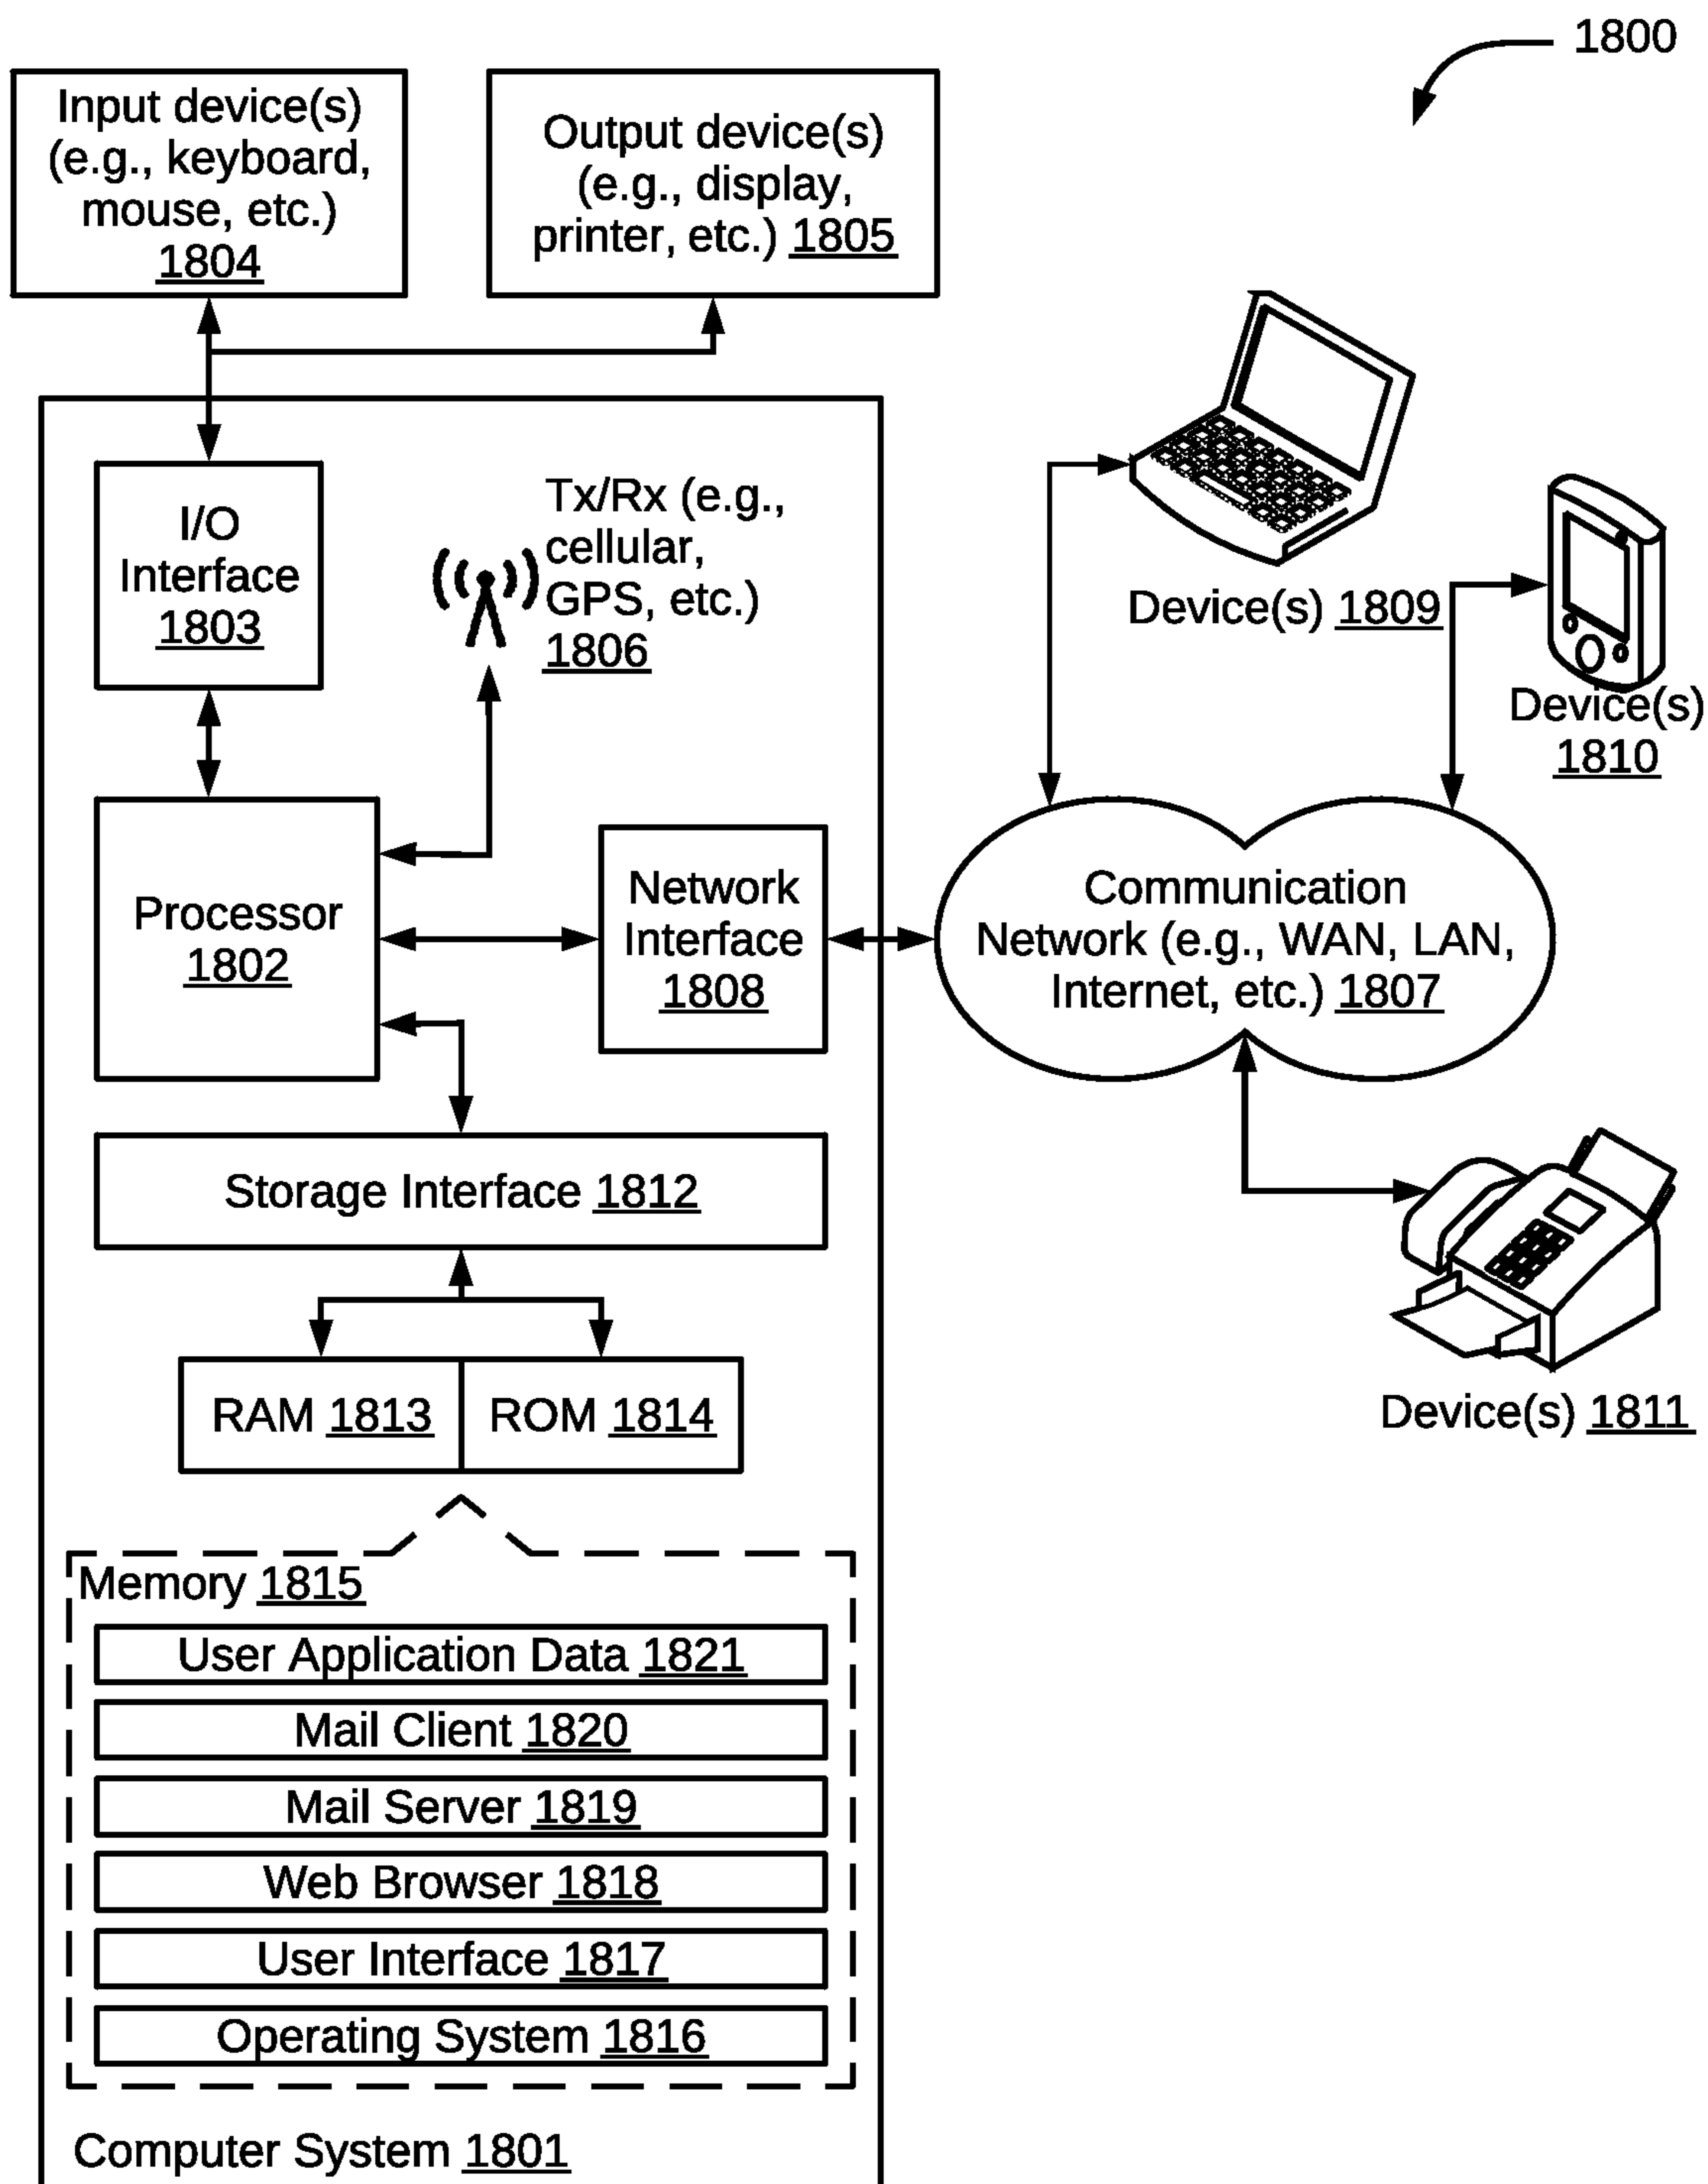 1800
Input device(s)
(e.g., keyboard,
mouse, etc.)
1804
Output device(s)
(e.g., display,
printer, etc.) 1805
I/O
Interface
1803
Tx/Rx (e.g.,
cellular,
GPS, etc.)
1806
Device(s) 1809
Device(s)
1810
Processor
1802
Network
Interface
1808
Communication
Network (e.g., WAN, LAN,
Internet, etc.) 1807
Storage Interface 1812
RAM 1813
ROM 1814
Device(s) 1811
Memory 1815
User Application Data 1821
Mail Client 1820
Mail Server 1819
Web Browser 1818
User Interface 1817
Operating System 1816
Computer System 1801